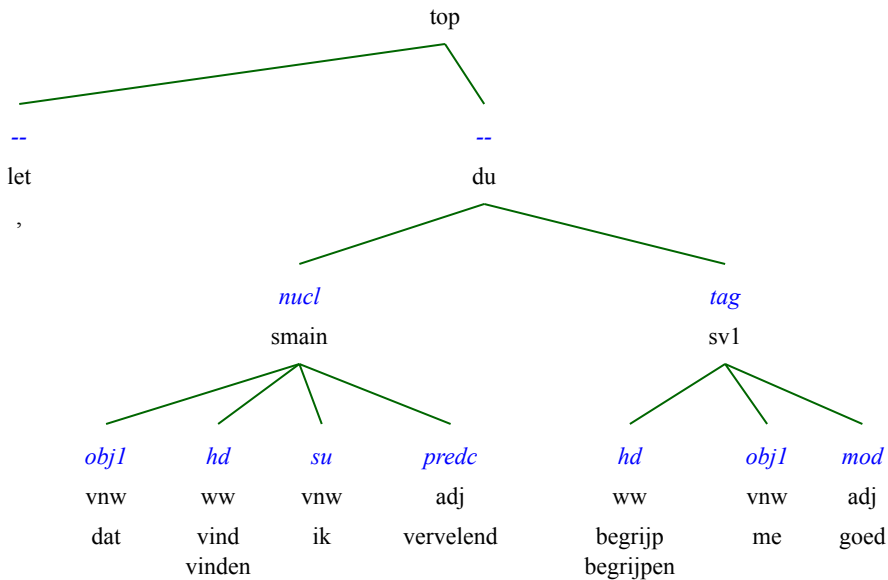 top
-- --
let du
,
nucl tag
smain sv1
obj1 hd su predc hd obj1 mod
vnw ww vnw adj ww vnw adj
dat vind ik vervelend begrijp me goed
vinden begrijpen